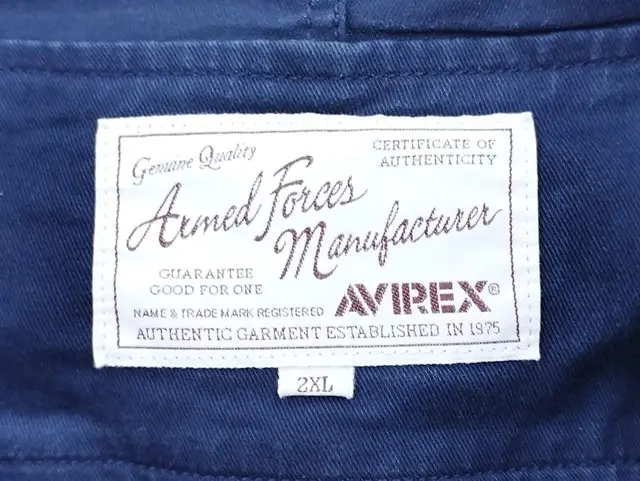 Genuine Quality
CERTIFICATE OF
AUTHENTICITY
Armed Forces
Manufacturer
GUARANTEE
GOOD FOR ONE
NAME & TRADE MARK REGISTERED
AVIREX®
AUTHENTIC GARMENT ESTABLISHED IN 1975
2XL